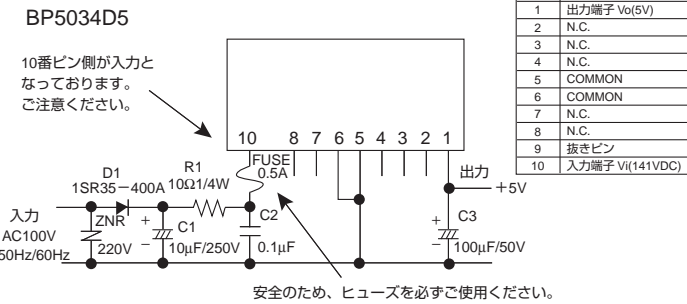 BP5034D5
10番ピン側が入力と
なっております。
ご注意ください。
10 8 7 6 5 4 3 2 1
FUSE
0.5A
D1
1SR35－400A
R1
10Ω1/4W
出力
＋5V
入力
AC100V
50Hz/60Hz
ZNR
220V
＋
－
C1
10μF/250V
C2
0.1μF
＋
－
C3
100μF/50V
安全のため、ヒューズを必ずご使用ください。
1 出力端子 Vo(5V)
2 N.C.
3 N.C.
4 N.C.
5 COMMON
6 COMMON
7 N.C.
8 N.C.
9 抜きピン
10 入力端子 Vi(141VDC)